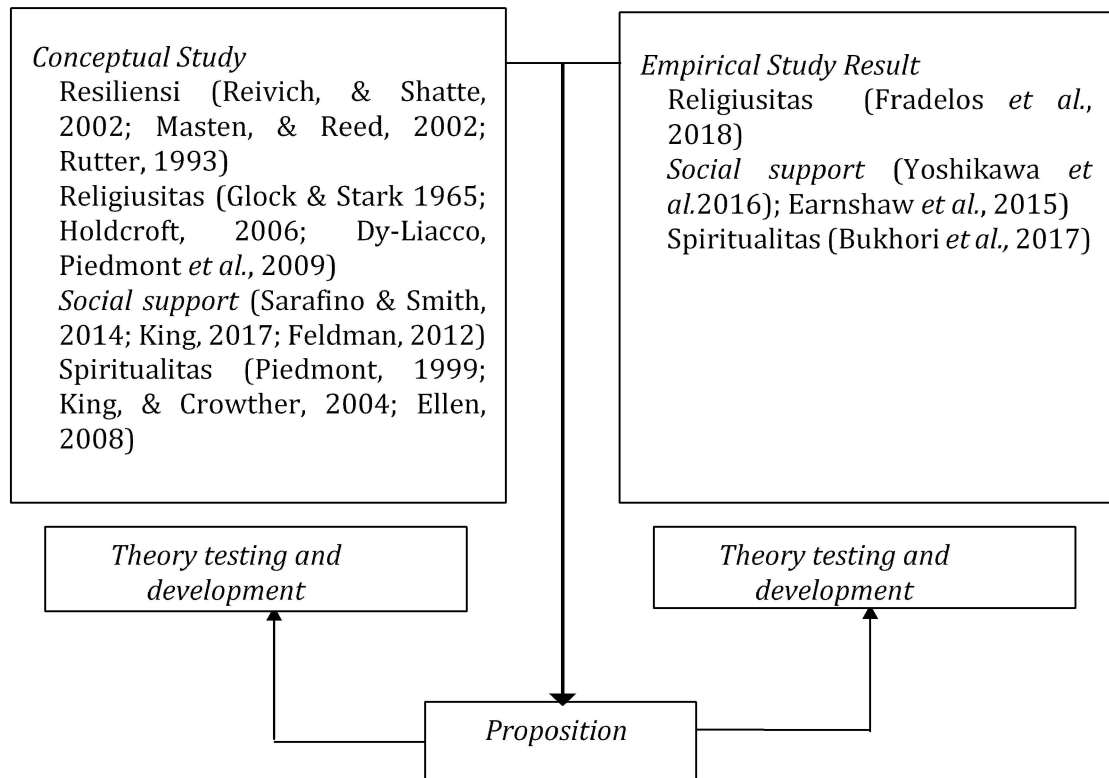 Conceptual Study
Resiliensi (Reivich, & Shatte,
2002; Masten, & Reed, 2002;
Rutter, 1993)
Religiusitas (Glock & Stark 1965;
Holdcroft, 2006; Dy-Liacco,
Piedmont et al., 2009)
Social support (Sarafino & Smith,
2014; King, 2017; Feldman, 2012)
Spiritualitas (Piedmont, 1999;
King, & Crowther, 2004; Ellen,
2008)
Empirical Study Result
Religiusitas (Fradelos et al.,
2018)
Social support (Yoshikawa et
al.2016); Earnshaw et al., 2015)
Spiritualitas (Bukhori et al., 2017)
Theory testing and
development
Theory testing and
development
Proposition